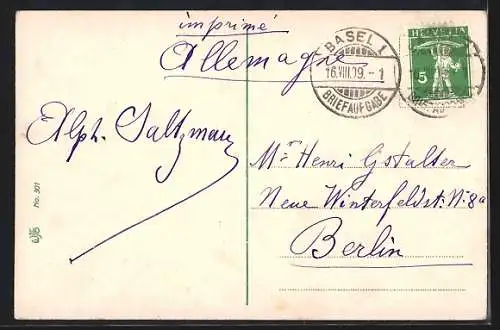 imprimé
Allemagne
BASEL 1
16.VIII.09.-1
BRIEFAUFGABE
HELVETIA
5
Alph. Saltzmann
Mr Henri Gstalter
Neue Winterfeldst. N. 8a
Berlin
No. 301